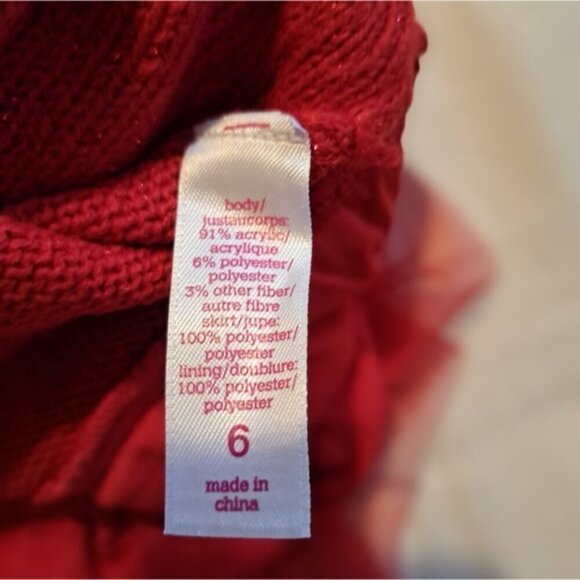 body/
justaucorps:
91% acrylic/
acrylique
6% polyester/
polyester
3% other fiber/
autre fibre
skirt/jupe:
100% polyester/
polyester
lining/doublure:
100% polyester/
polyester
6
made in
china